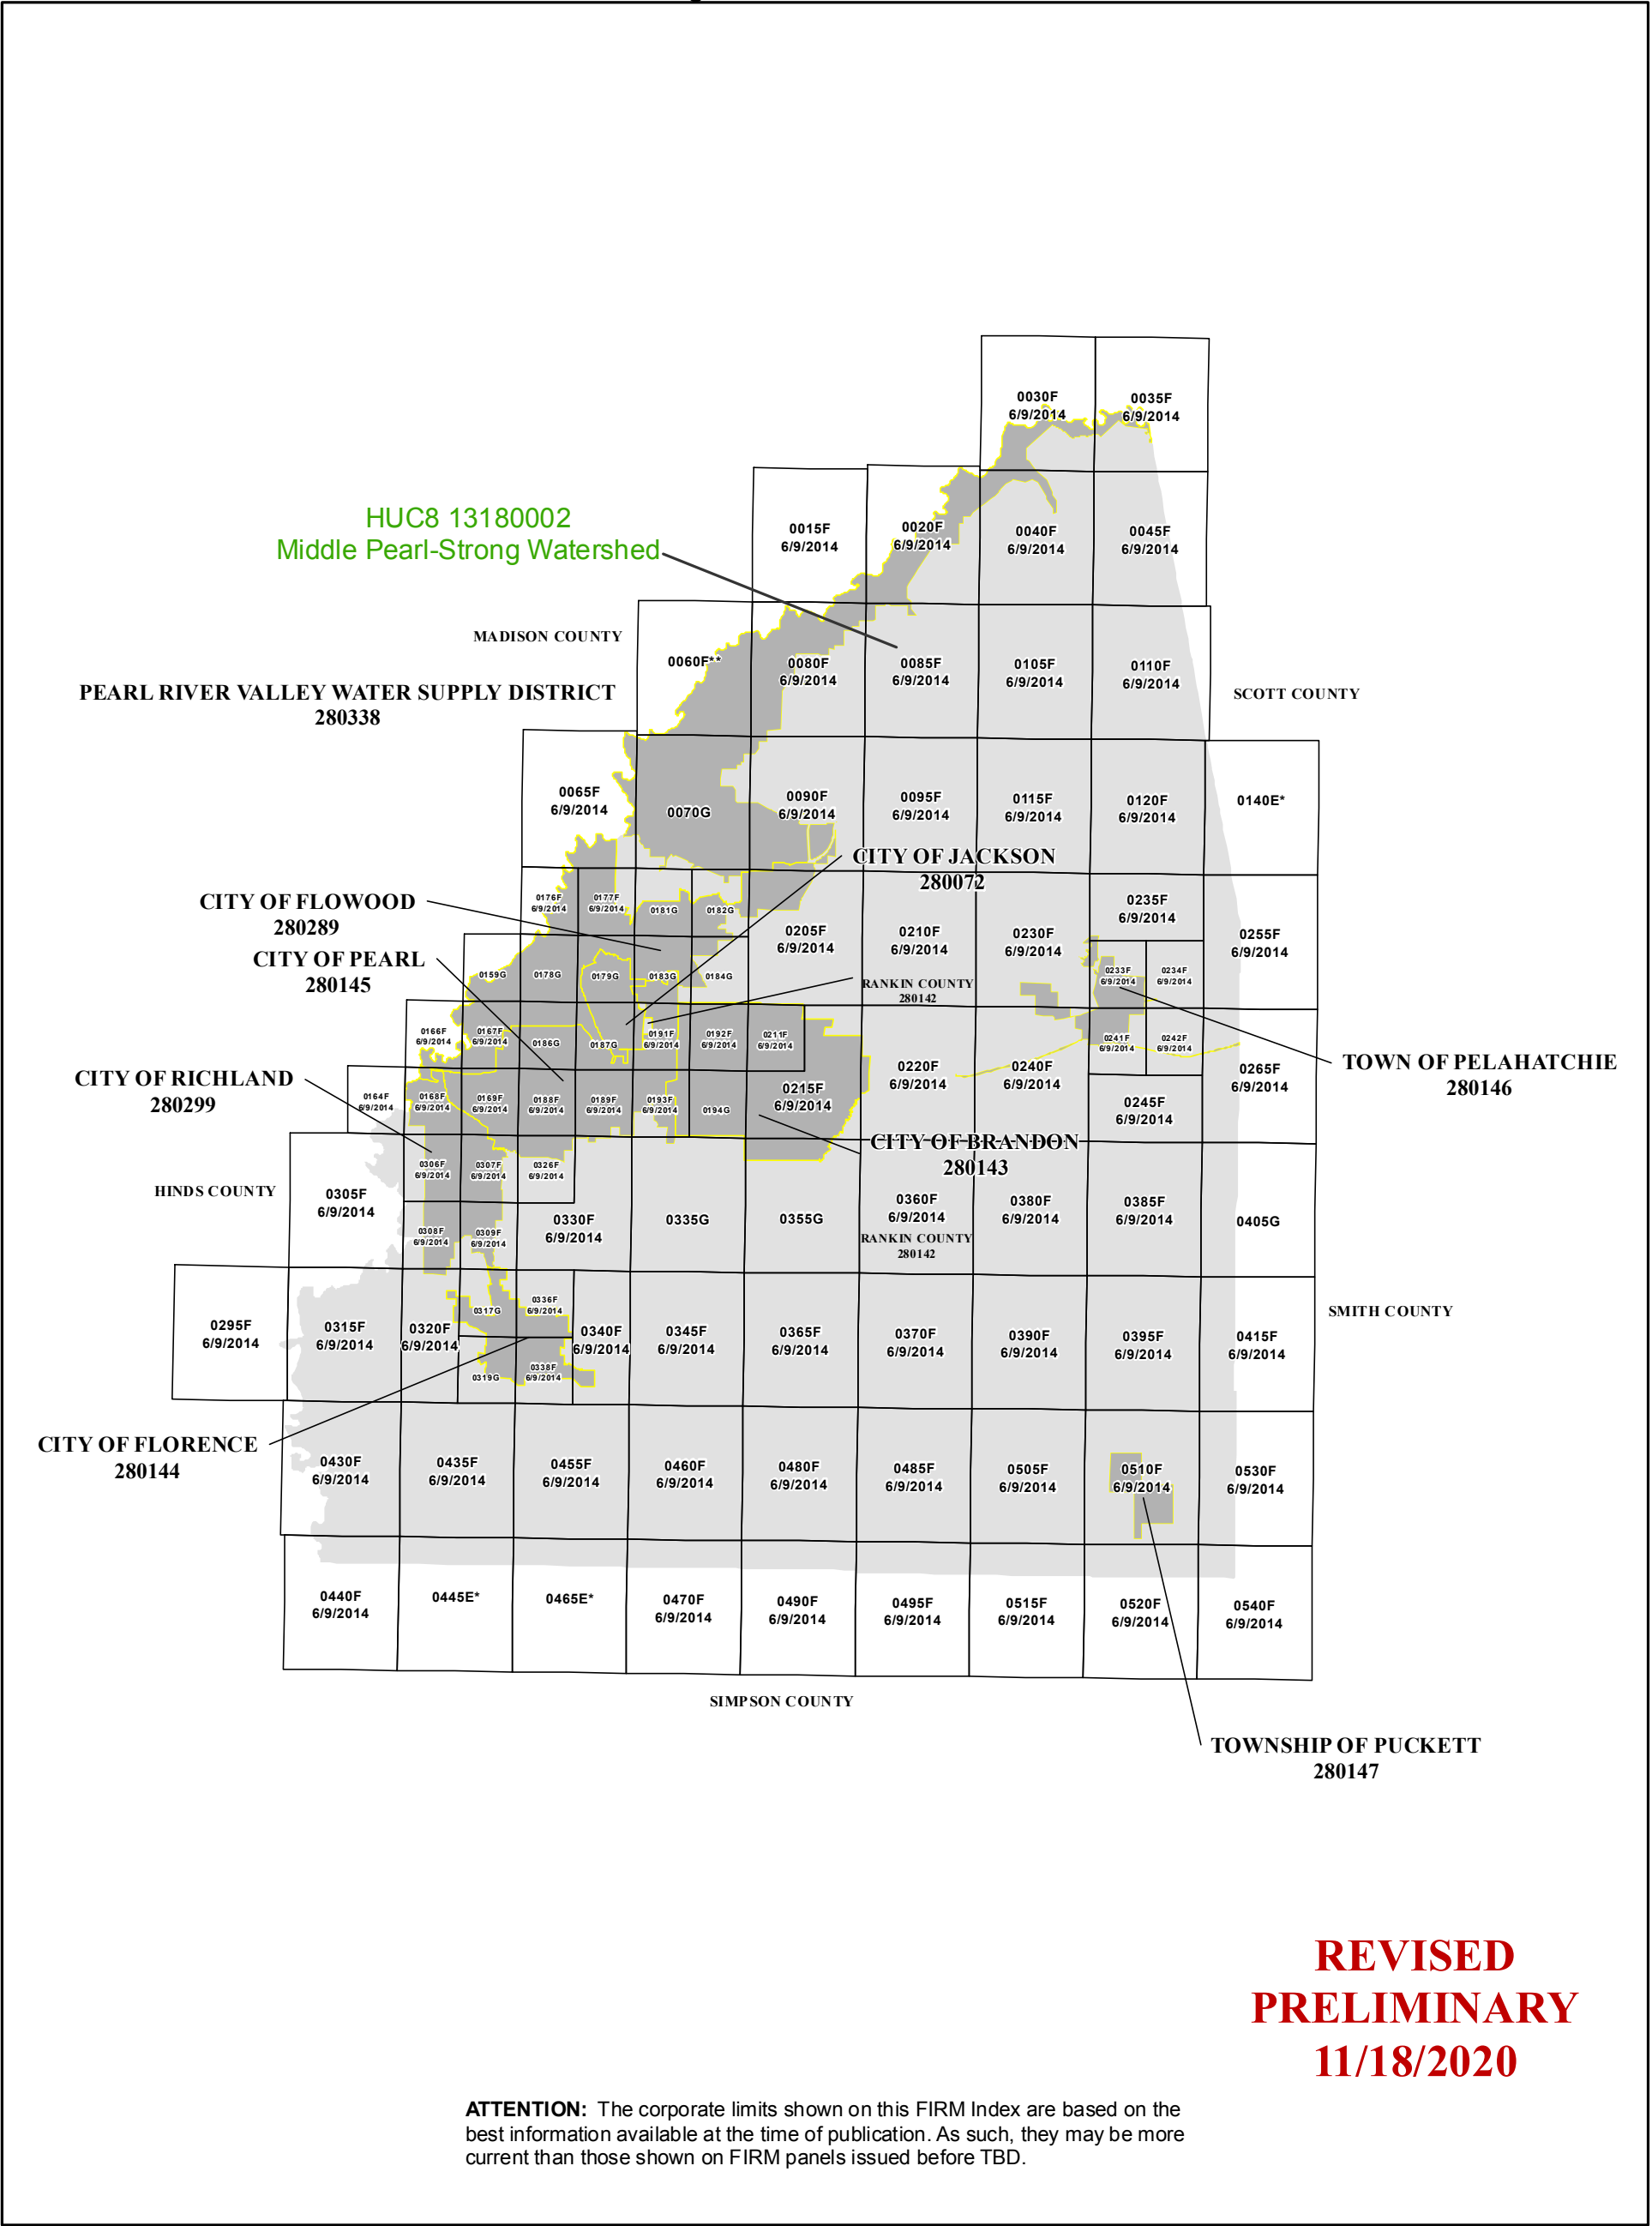 0030F
6/9/2014
0035F
6/9/2014
HUC8 13180002
Middle Pearl-Strong Watershed
0015F
6/9/2014
0020F
6/9/2014
0040F
6/9/2014
0045F
6/9/2014
MADISON COUNTY
0060F**
0080F
6/9/2014
0085F
6/9/2014
0105F
6/9/2014
0110F
6/9/2014
PEARL RIVER VALLEY WATER SUPPLY DISTRICT
280338
SCOTT COUNTY
0065F
6/9/2014
0070G
0090F
6/9/2014
0095F
6/9/2014
0115F
6/9/2014
0120F
6/9/2014
0140E*
CITY OF JACKSON
280072
CITY OF FLOWOOD
280289
0176F
6/9/2014
0177F
6/9/2014
0181G
0182G
0205F
6/9/2014
0210F
6/9/2014
0230F
6/9/2014
0235F
6/9/2014
0255F
6/9/2014
CITY OF PEARL
280145
0159G
0178G
0179G
0183G
0184G
RANKIN COUNTY
280142
0233F
6/9/2014
0234F
6/9/2014
0166F
6/9/2014
0167F
6/9/2014
0186G
0187G
0191F
6/9/2014
0192F
6/9/2014
0211F
6/9/2014
0220F
6/9/2014
0240F
6/9/2014
0241F
6/9/2014
0242F
6/9/2014
0265F
6/9/2014
TOWN OF PELAHATCHIE
280146
CITY OF RICHLAND
280299
0164F
6/9/2014
0168F
6/9/2014
0169F
6/9/2014
0188F
6/9/2014
0189F
6/9/2014
0193F
6/9/2014
0194G
0215F
6/9/2014
0245F
6/9/2014
CITY OF BRANDON
280143
HINDS COUNTY
0305F
6/9/2014
0306F
6/9/2014
0307F
6/9/2014
0326F
6/9/2014
0308F
6/9/2014
0309F
6/9/2014
0330F
6/9/2014
0335G
0355G
0360F
6/9/2014
RANKIN COUNTY
280142
0380F
6/9/2014
0385F
6/9/2014
0405G
SMITH COUNTY
0295F
6/9/2014
0315F
6/9/2014
0320F
6/9/2014
0317G
0336F
6/9/2014
0319G
0338F
6/9/2014
0340F
6/9/2014
0345F
6/9/2014
0365F
6/9/2014
0370F
6/9/2014
0390F
6/9/2014
0395F
6/9/2014
0415F
6/9/2014
CITY OF FLORENCE
280144
0430F
6/9/2014
0435F
6/9/2014
0455F
6/9/2014
0460F
6/9/2014
0480F
6/9/2014
0485F
6/9/2014
0505F
6/9/2014
0510F
6/9/2014
0530F
6/9/2014
0440F
6/9/2014
0445E*
0465E*
0470F
6/9/2014
0490F
6/9/2014
0495F
6/9/2014
0515F
6/9/2014
0520F
6/9/2014
0540F
6/9/2014
SIMPSON COUNTY
TOWNSHIP OF PUCKETT
280147
REVISED
PRELIMINARY
11/18/2020
ATTENTION: The corporate limits shown on this FIRM Index are based on the
best information available at the time of publication. As such, they may be more
current than those shown on FIRM panels issued before TBD.